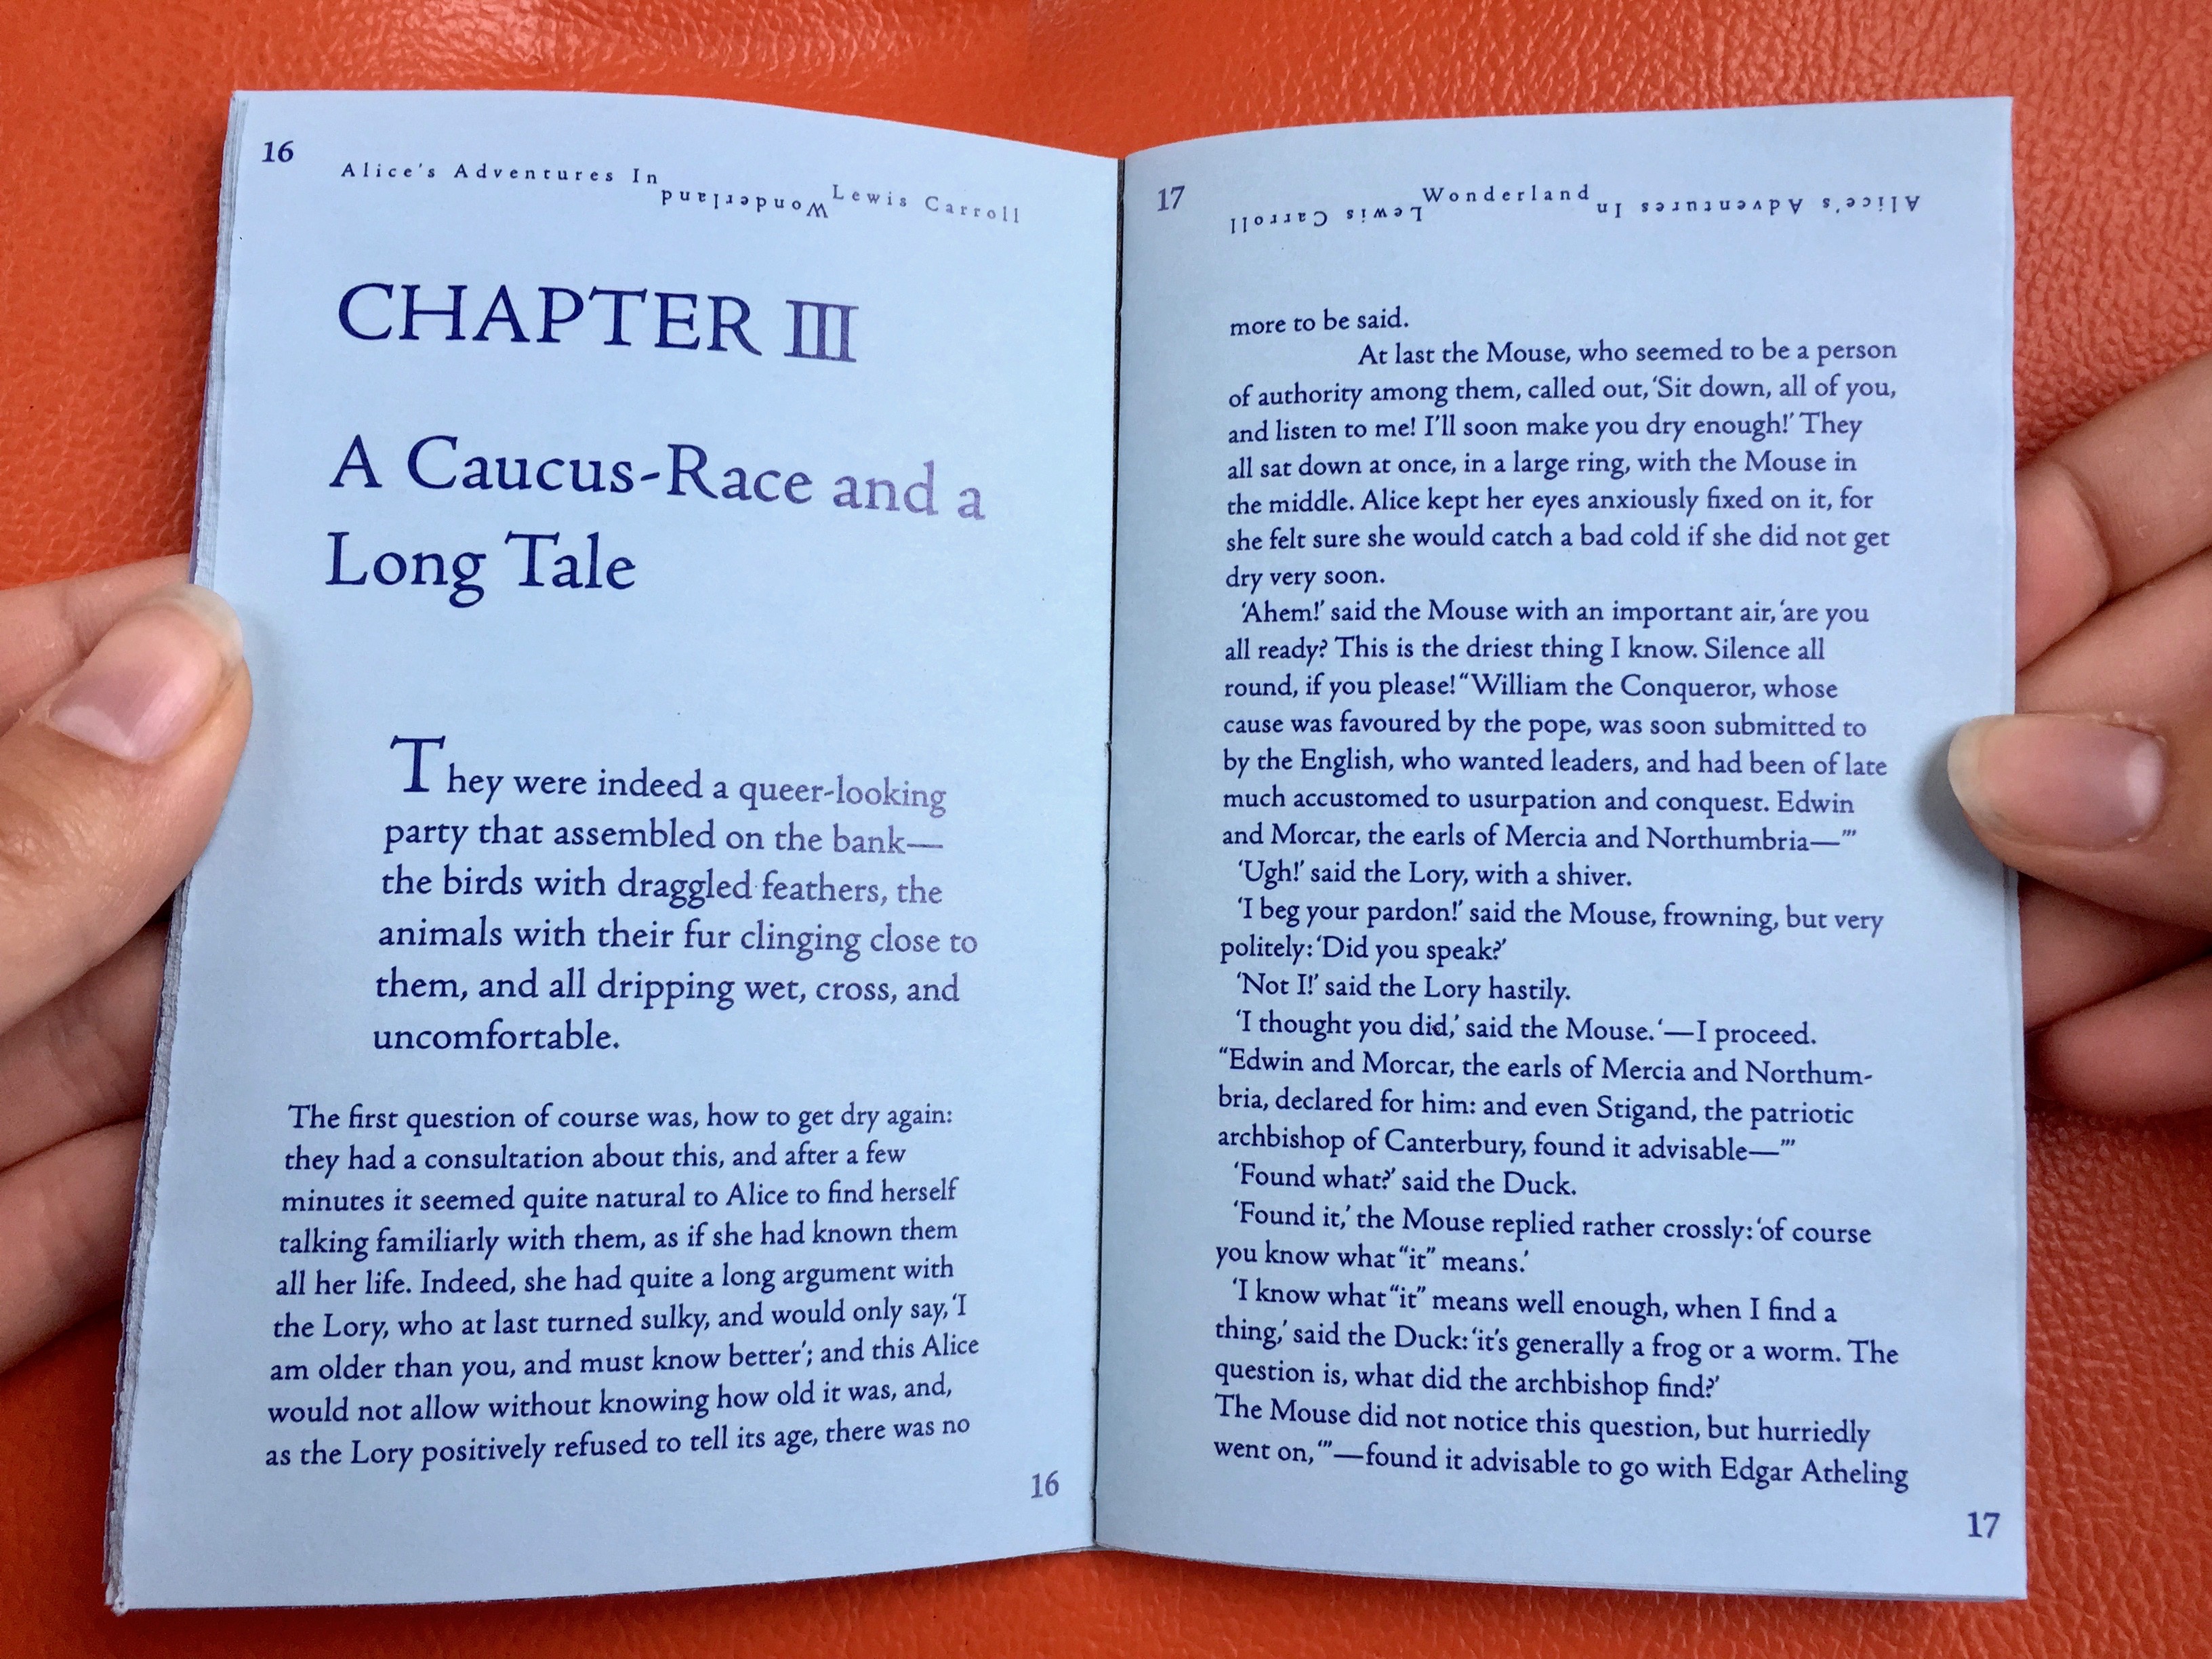 16
Alice's Adventures In Wonderland Lewis Carroll
CHAPTER III
A Caucus-Race and a
Long Tale
They were indeed a queer-looking
party that assembled on the bank—
the birds with draggled feathers, the
animals with their fur clinging close to
them, and all dripping wet, cross, and
uncomfortable.
The first question of course was, how to get dry again:
they had a consultation about this, and after a few
minutes it seemed quite natural to Alice to find herself
talking familiarly with them, as if she had known them
all her life. Indeed, she had quite a long argument with
the Lory, who at last turned sulky, and would only say, 'I
am older than you, and must know better'; and this Alice
would not allow without knowing how old it was, and,
as the Lory positively refused to tell its age, there was no
16
17
Lewis Carroll Wonderland Alice's Adventures In
more to be said.
At last the Mouse, who seemed to be a person
of authority among them, called out, 'Sit down, all of you,
and listen to me! I'll soon make you dry enough!' They
all sat down at once, in a large ring, with the Mouse in
the middle. Alice kept her eyes anxiously fixed on it, for
she felt sure she would catch a bad cold if she did not get
dry very soon.
'Ahem!' said the Mouse with an important air, 'are you
all ready? This is the driest thing I know. Silence all
round, if you please! "William the Conqueror, whose
cause was favoured by the pope, was soon submitted to
by the English, who wanted leaders, and had been of late
much accustomed to usurpation and conquest. Edwin
and Morcar, the earls of Mercia and Northumbria—"'
'Ugh!' said the Lory, with a shiver.
'I beg your pardon!' said the Mouse, frowning, but very
politely: 'Did you speak?'
'Not I!' said the Lory hastily.
'I thought you did,' said the Mouse. '—I proceed.
"Edwin and Morcar, the earls of Mercia and Northum-
bria, declared for him: and even Stigand, the patriotic
archbishop of Canterbury, found it advisable—"'
'Found what?' said the Duck.
'Found it,' the Mouse replied rather crossly: 'of course
you know what "it" means.'
'I know what "it" means well enough, when I find a
thing,' said the Duck: 'it's generally a frog or a worm. The
question is, what did the archbishop find?'
The Mouse did not notice this question, but hurriedly
went on, '"—found it advisable to go with Edgar Atheling
17